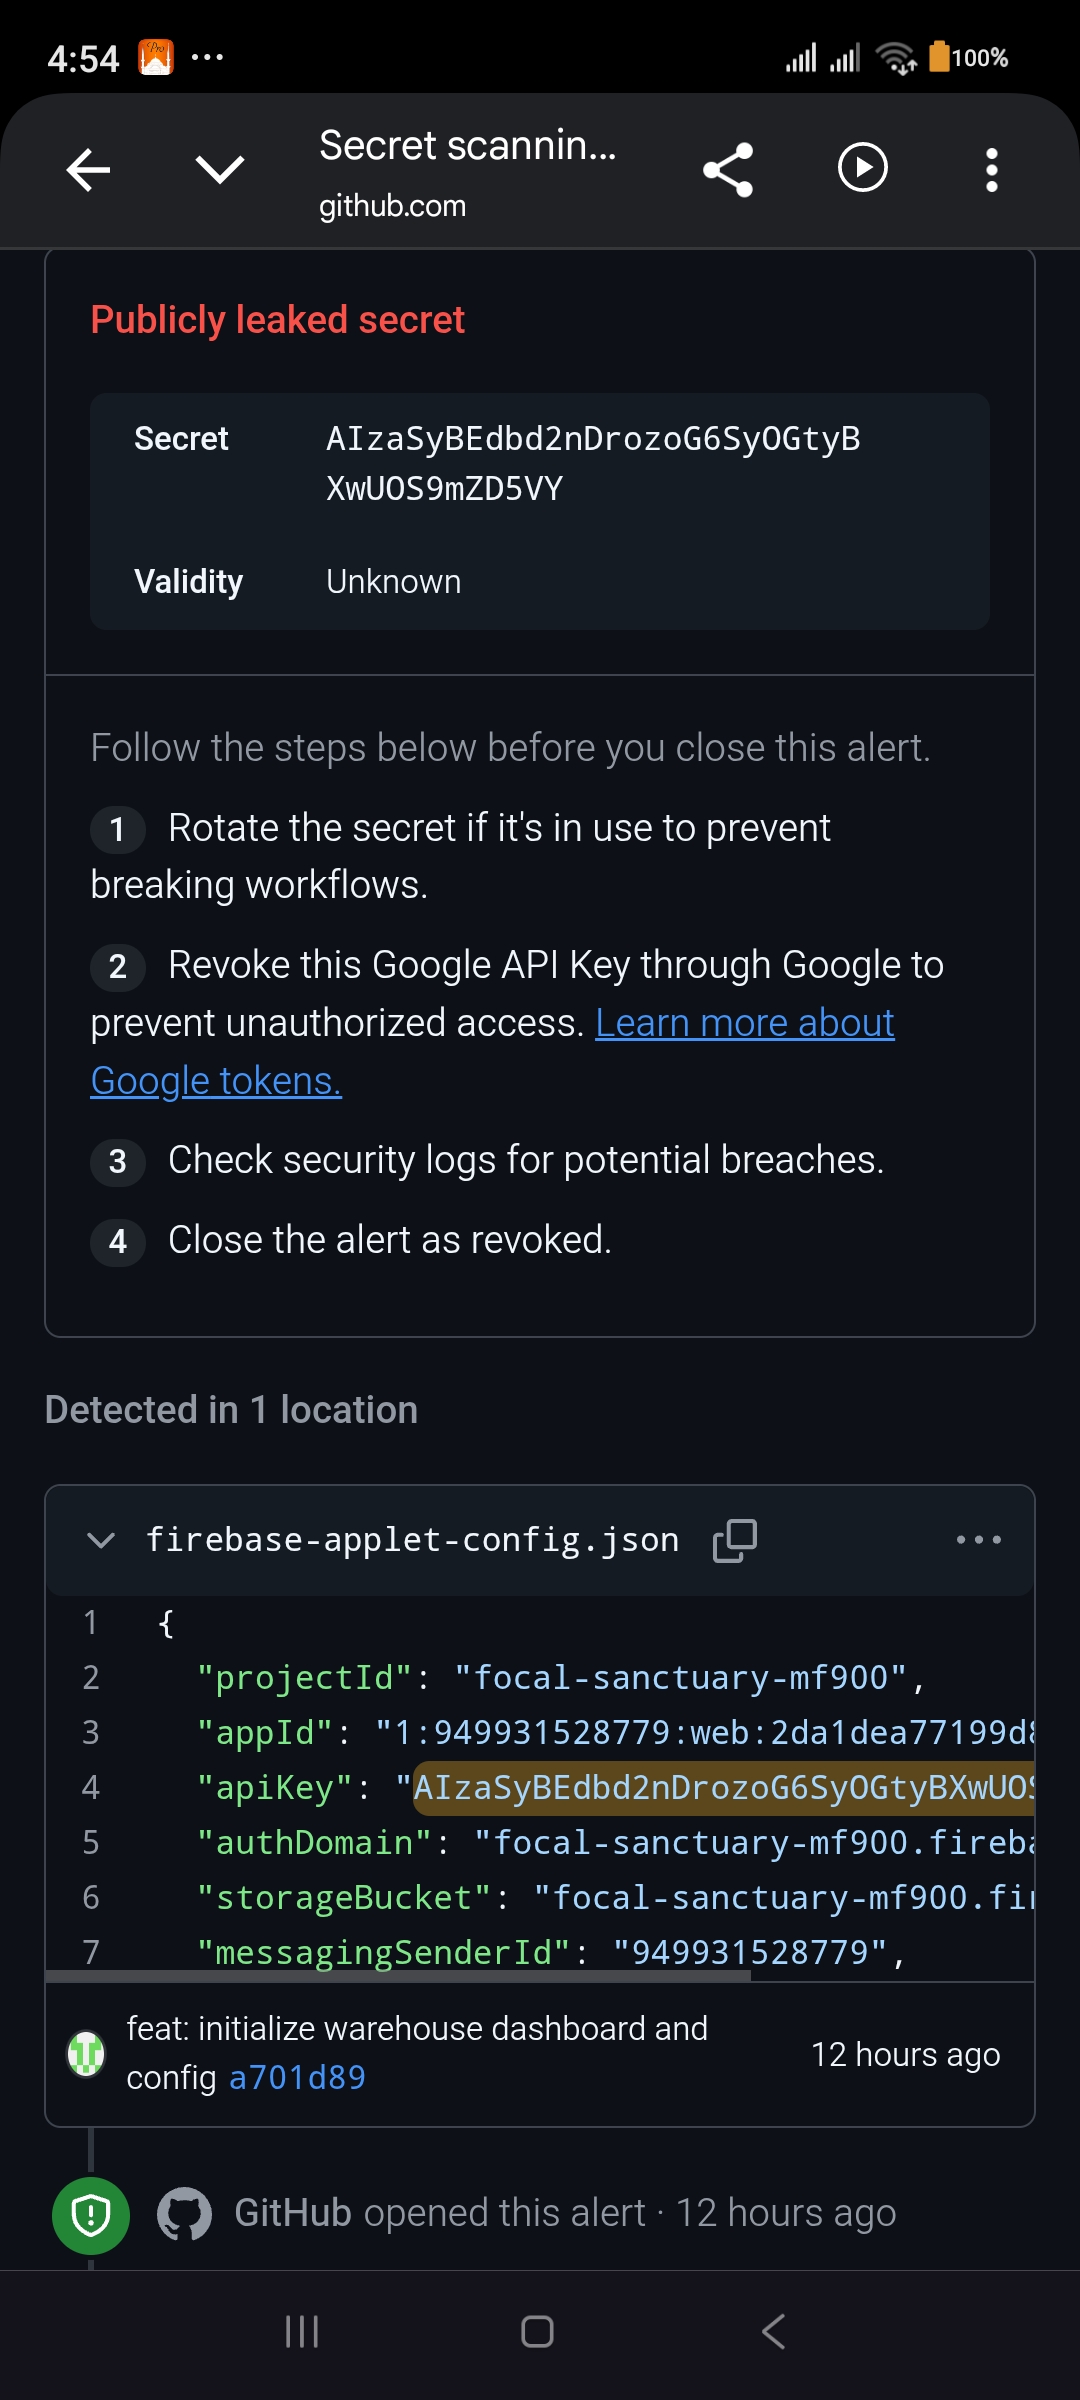 4:54
Pro
100%
Secret scannin...
github.com
Publicly leaked secret
Secret AIzaSyBEdbd2nDrozoG6SyOGtyB
XwUOS9mZD5VY
Validity Unknown
Follow the steps below before you close this alert.
1 Rotate the secret if it's in use to prevent
breaking workflows.
2 Revoke this Google API Key through Google to
prevent unauthorized access. Learn more about
Google tokens.
3 Check security logs for potential breaches.
4 Close the alert as revoked.
Detected in 1 location
firebase-applet-config.json
1 {
2 "projectId": "focal-sanctuary-mf900",
3 "appId": "1:949931528779:web:2da1dea77199d8
4 "apiKey": "AIzaSyBEdbd2nDrozoG6SyOGtyBXwUOS
5 "authDomain": "focal-sanctuary-mf900.fireba
6 "storageBucket": "focal-sanctuary-mf900.fir
7 "messagingSenderId": "949931528779",
feat: initialize warehouse dashboard and
config a701d89
12 hours ago
GitHub opened this alert · 12 hours ago